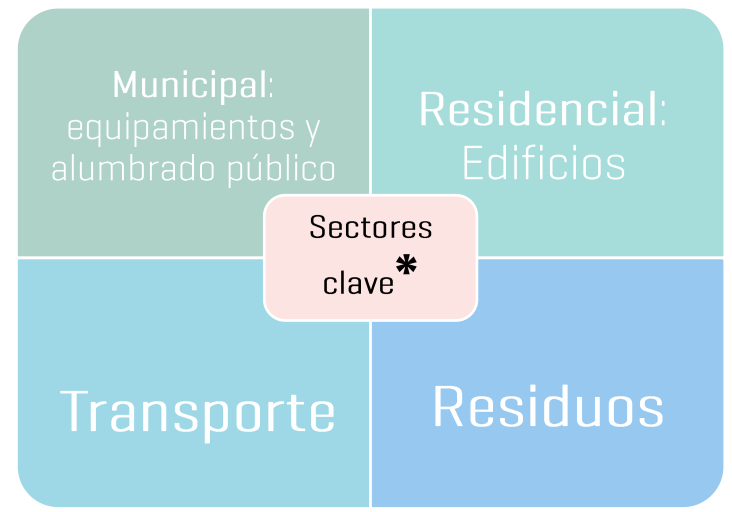 Municipal:
equipamientos y
alumbrado público
Residencial:
Edificios
Sectores
clave*
Transporte
Residuos